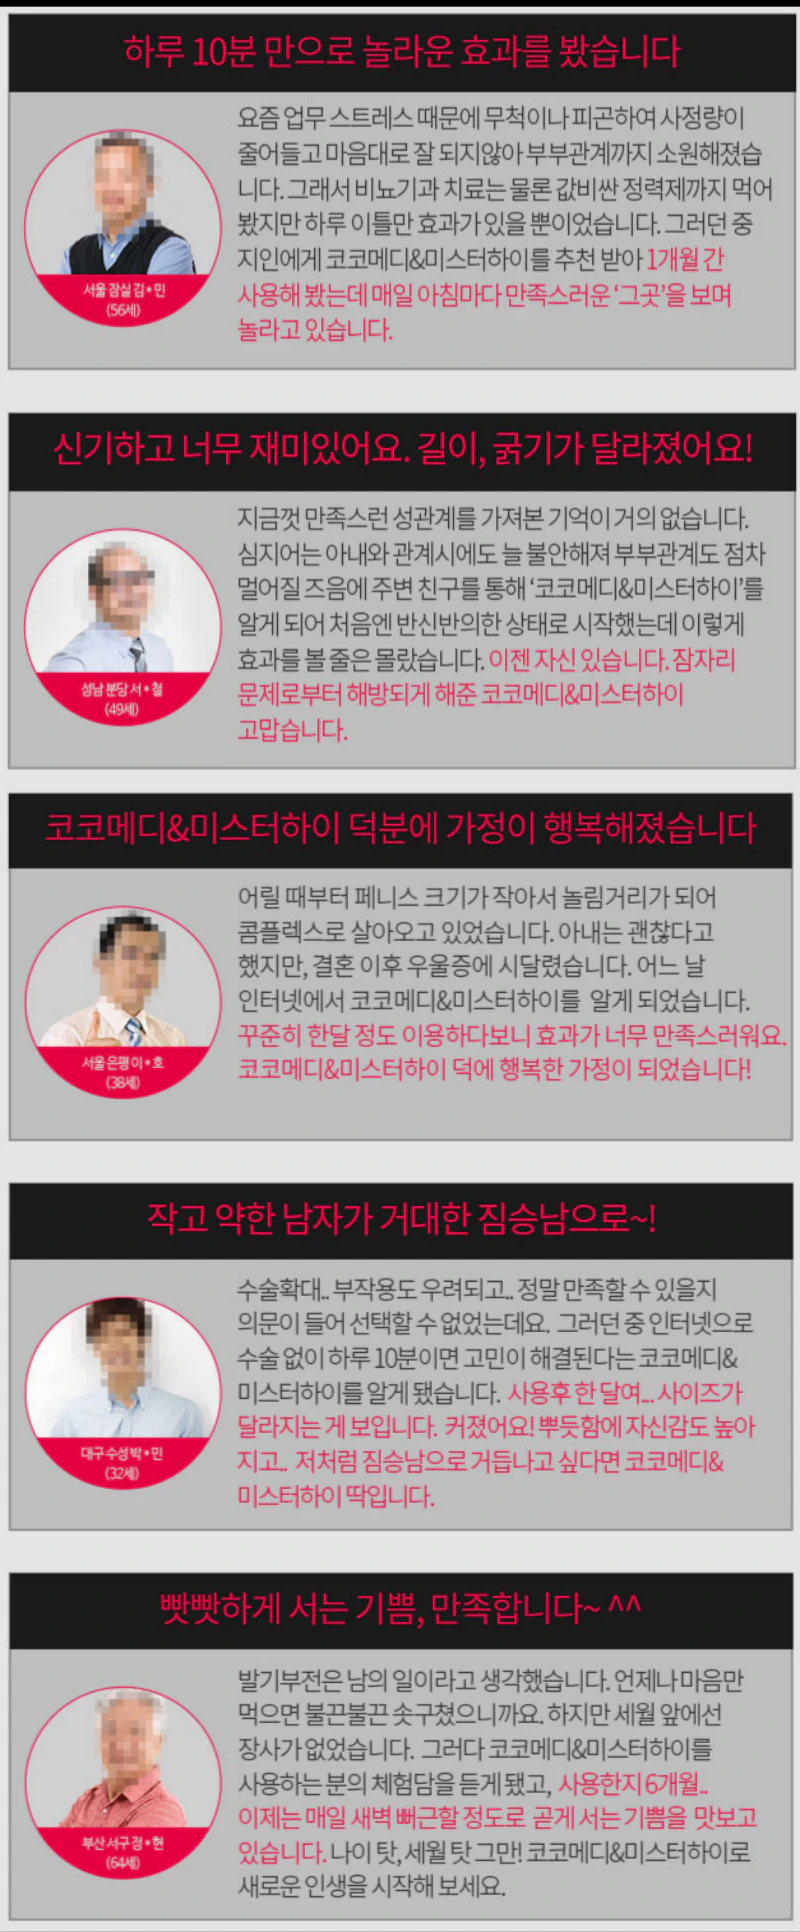 하루 10분 만으로 놀라운 효과를 봤습니다
요즘 업무 스트레스 때문에 무척이나 피곤하여 사정량이
줄어들고 마음대로 잘 되지않아 부부관계까지 소원해졌습
니다. 그래서 비뇨기과 치료는 물론 값비싼 정력제까지 먹어
봤지만 하루 이틀만 효과가 있을 뿐이었습니다. 그러던 중
지인에게 코코메디&미스터하이를 추천 받아 1개월 간
사용해 봤는데 매일 아침마다 만족스러운 ‘그곳’을 보며
놀라고 있습니다.
서울 잠실 김*민
(56세)
신기하고 너무 재미있어요. 길이, 굵기가 달라졌어요!
지금껏 만족스런 성관계를 가져본 기억이 거의 없습니다.
심지어는 아내와 관계시에도 늘 불안해져 부부관계도 점차
멀어질 즈음에 주변 친구를 통해 ‘코코메디&미스터하이’를
알게 되어 처음엔 반신반의한 상태로 시작했는데 이렇게
효과를 볼 줄은 몰랐습니다. 이젠 자신 있습니다. 잠자리
문제로부터 해방되게 해준 코코메디&미스터하이
고맙습니다.
성남 분당 서*철
(49세)
코코메디&미스터하이 덕분에 가정이 행복해졌습니다
어릴 때부터 페니스 크기가 작아서 놀림거리가 되어
콤플렉스로 살아오고 있었습니다. 아내는 괜찮다고
했지만, 결혼 이후 우울증에 시달렸습니다. 어느 날
인터넷에서 코코메디&미스터하이를 알게 되었습니다.
꾸준히 한달 정도 이용하다보니 효과가 너무 만족스러워요.
코코메디&미스터하이 덕에 행복한 가정이 되었습니다!
서울 은평 이*호
(38세)
작고 약한 남자가 거대한 짐승남으로~!
수술확대.. 부작용도 우려되고.. 정말 만족할 수 있을지
의문이 들어 선택할 수 없었는데요. 그러던 중 인터넷으로
수술 없이 하루 10분이면 고민이 해결된다는 코코메디&
미스터하이를 알게 됐습니다. 사용후 한 달여... 사이즈가
달라지는 게 보입니다. 커졌어요! 뿌듯함에 자신감도 높아
지고.. 저처럼 짐승남으로 거듭나고 싶다면 코코메디&
미스터하이 딱입니다.
대구 수성 박*민
(32세)
빳빳하게 서는 기쁨, 만족합니다~ ^^
발기부전은 남의 일이라고 생각했습니다. 언제나 마음만
먹으면 불끈불끈 솟구쳤으니까요. 하지만 세월 앞에선
장사가 없었습니다. 그러다 코코메디&미스터하이를
사용하는 분의 체험담을 듣게 됐고, 사용한지 6개월..
이제는 매일 새벽 뻐근할 정도로 곧게 서는 기쁨을 맛보고
있습니다. 나이 탓, 세월 탓 그만! 코코메디&미스터하이로
새로운 인생을 시작해 보세요.
부산 서구 정*현
(64세)